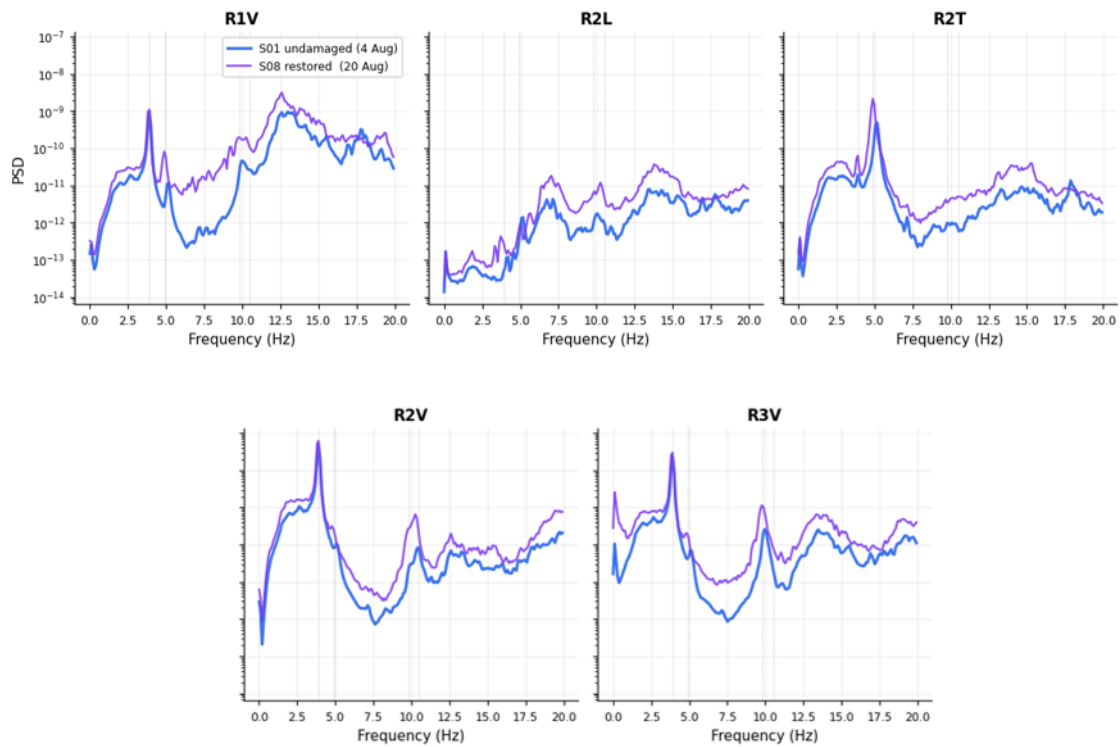 R1V
R2L
R2T
10⁻⁷
10⁻⁸
10⁻⁹
10⁻¹⁰
10⁻¹¹
10⁻¹²
10⁻¹³
10⁻¹⁴
PSD
S01 undamaged (4 Aug)
S08 restored (20 Aug)
0.0 2.5 5.0 7.5 10.0 12.5 15.0 17.5 20.0
0.0 2.5 5.0 7.5 10.0 12.5 15.0 17.5 20.0
0.0 2.5 5.0 7.5 10.0 12.5 15.0 17.5 20.0
Frequency (Hz)
Frequency (Hz)
Frequency (Hz)
R2V
R3V
0.0 2.5 5.0 7.5 10.0 12.5 15.0 17.5 20.0
0.0 2.5 5.0 7.5 10.0 12.5 15.0 17.5 20.0
Frequency (Hz)
Frequency (Hz)